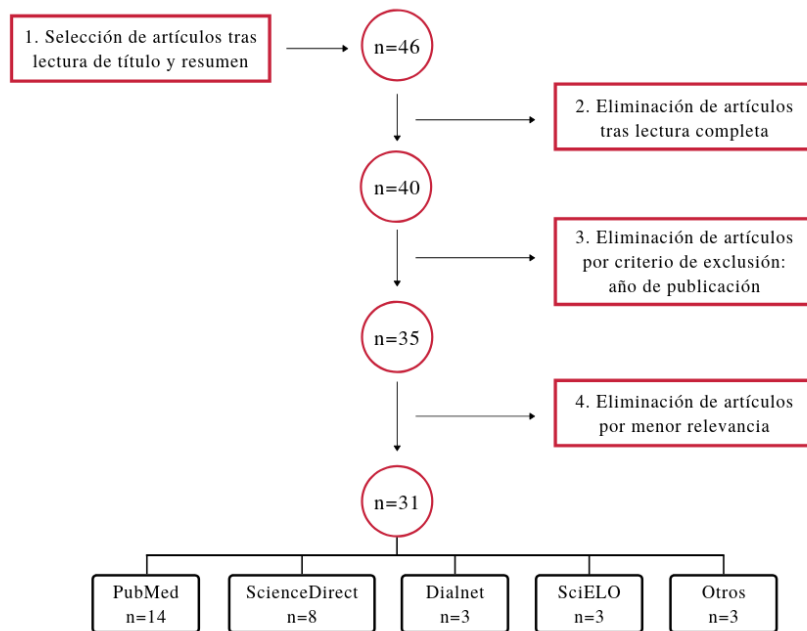 1. Selección de artículos tras
lectura de título y resumen
n=46
2. Eliminación de artículos
tras lectura completa
n=40
3. Eliminación de artículos
por criterio de exclusión:
año de publicación
n=35
4. Eliminación de artículos
por menor relevancia
n=31
PubMed
n=14
ScienceDirect
n=8
Dialnet
n=3
SciELO
n=3
Otros
n=3